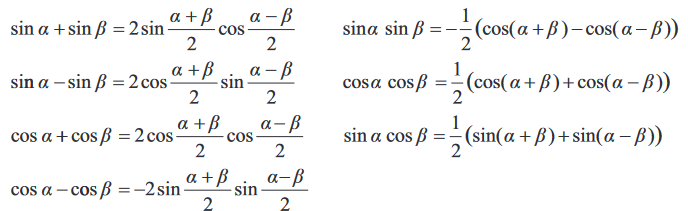 sin α + sin β = 2 sin (α + β)/2 cos (α − β)/2
sin α − sin β = 2 cos (α + β)/2 sin (α − β)/2
cos α + cos β = 2 cos (α + β)/2 cos (α − β)/2
cos α − cos β = −2 sin (α + β)/2 sin (α − β)/2
sin α sin β = −1/2 (cos(α + β) − cos(α − β))
cos α cos β = 1/2 (cos(α + β) + cos(α − β))
sin α cos β = 1/2 (sin(α + β) + sin(α − β))